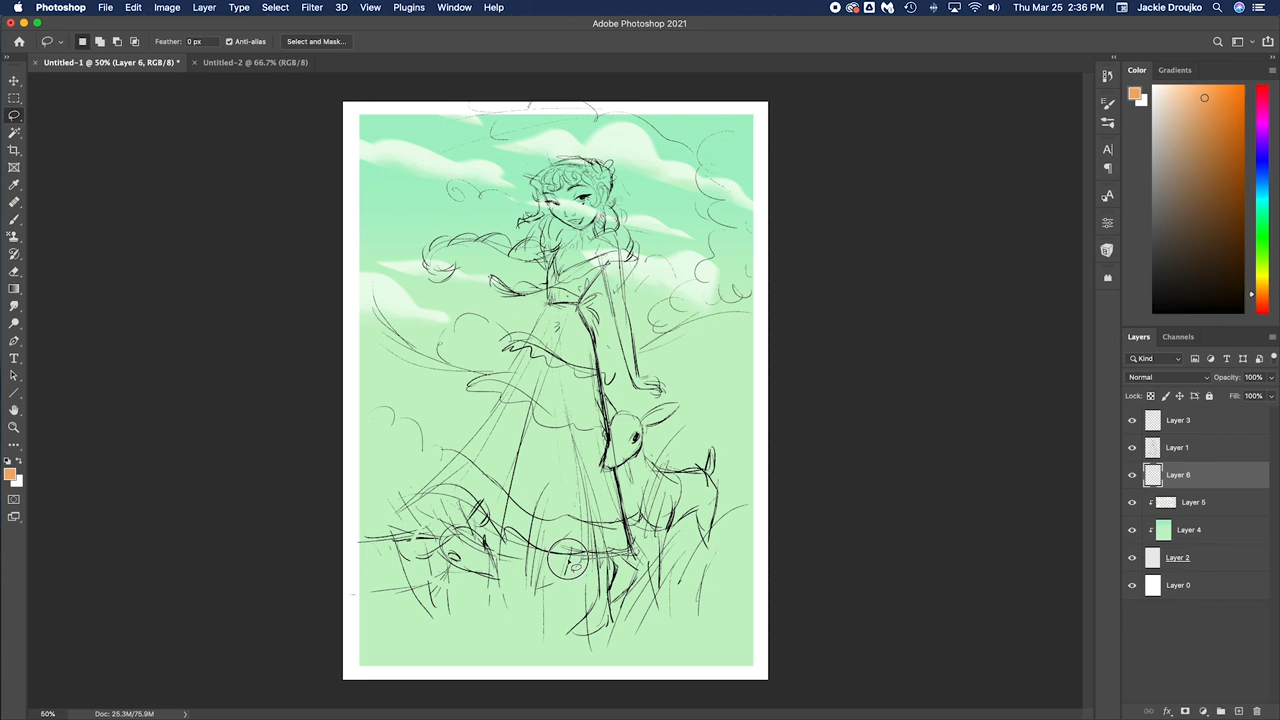 Photoshop File Edit Image Layer Type Select Filter 3D View Plugins Window Help Thu Mar 25 2:36 PM Jackie Droujko
Adobe Photoshop 2021
Feather: 0 px Anti-alias Select and Mask...
Untitled-1 @ 50% (Layer 6, RGB/8) * Untitled-2 @ 66.7% (RGB/8)
Color Gradients
Layers Channels
Kind
Normal Opacity: 100%
Lock: Fill: 100%
Layer 3
Layer 1
Layer 6
Layer 5
Layer 4
Layer 2
Layer 0
50% Doc: 25.3M/75.9M